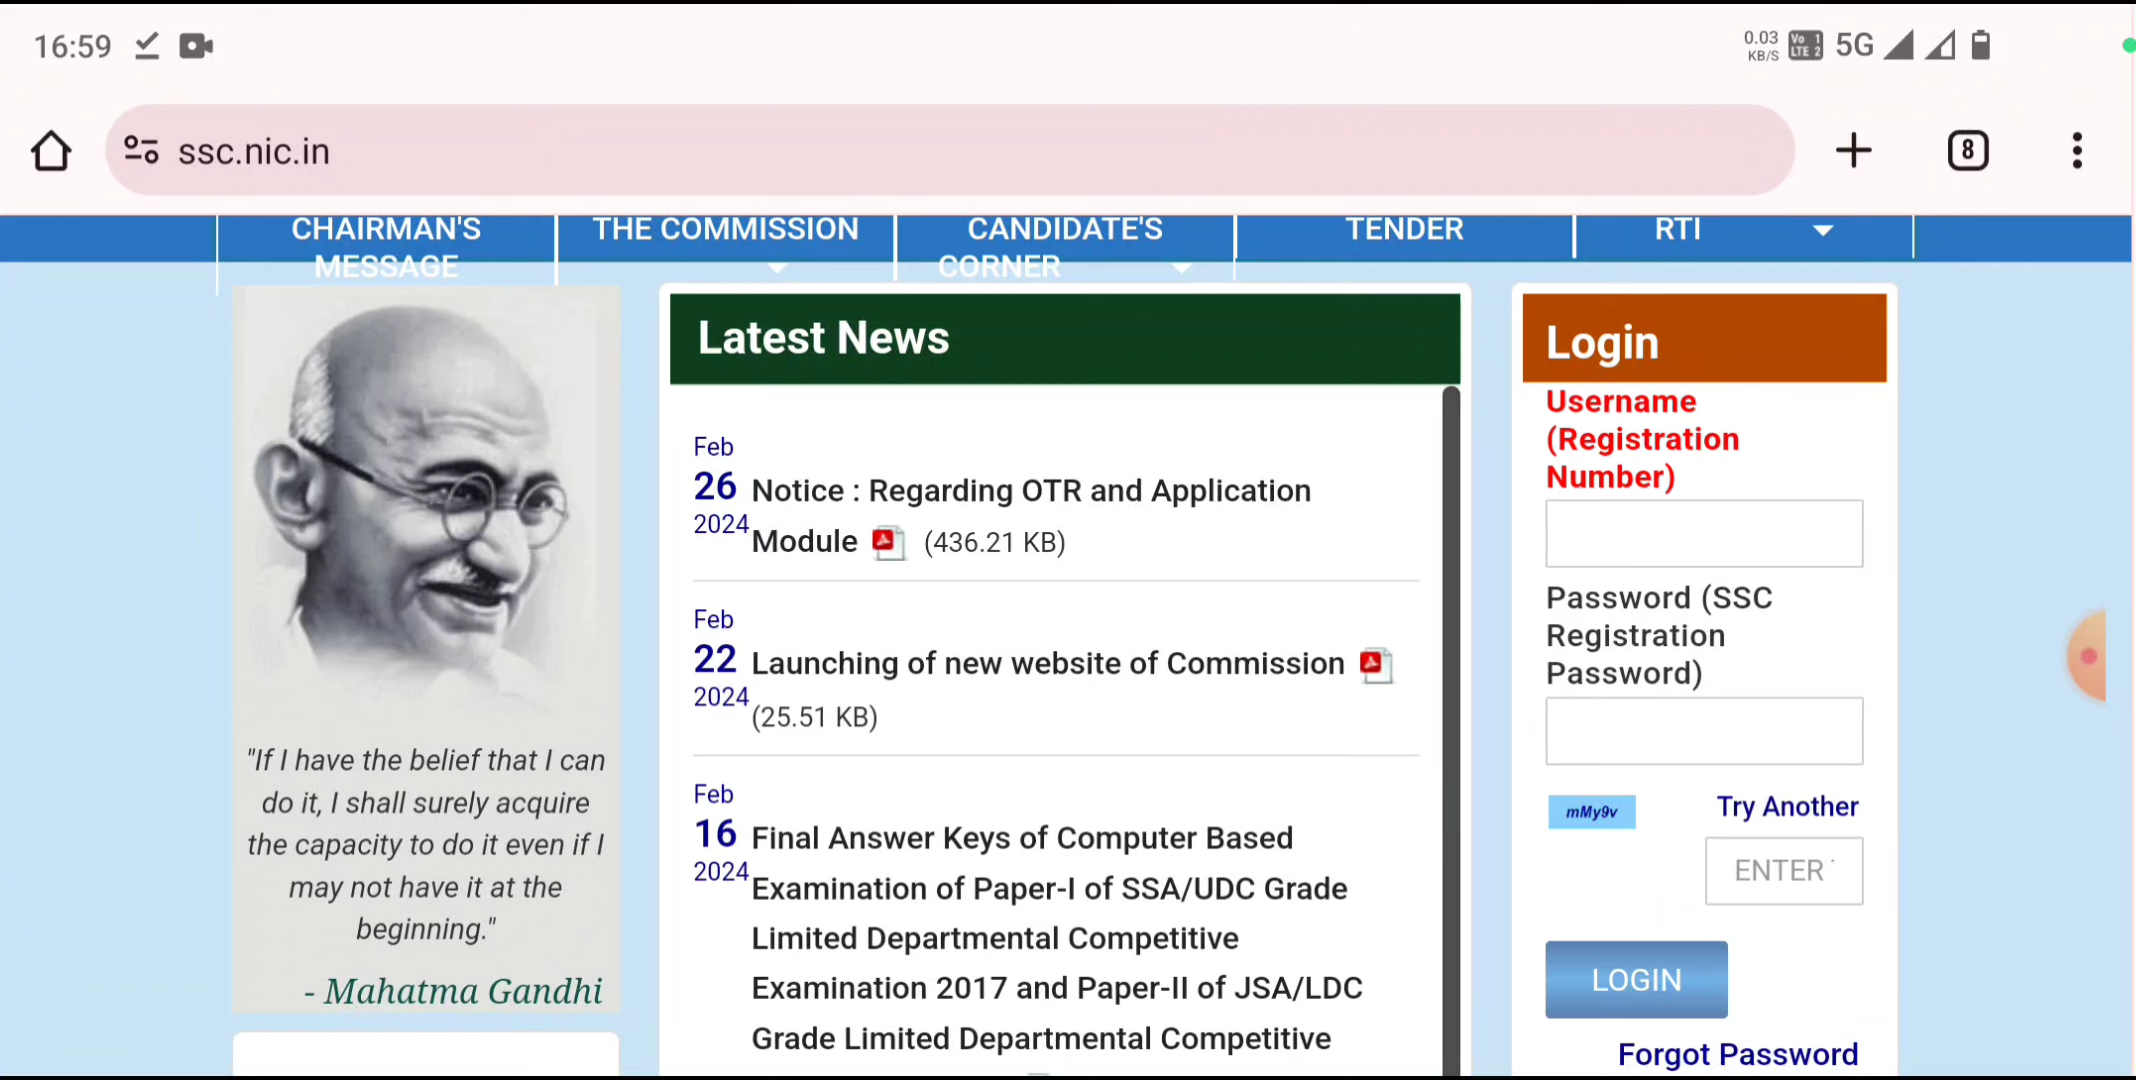 16:59
0.03 KB/S
Vo 1 LTE 2
5G
ssc.nic.in
8
CHAIRMAN'S MESSAGE
THE COMMISSION
CANDIDATE'S CORNER
TENDER
RTI
"If I have the belief that I can
do it, I shall surely acquire
the capacity to do it even if I
may not have it at the
beginning."
- Mahatma Gandhi
Latest News
Feb
26
2024
Notice : Regarding OTR and Application
Module (436.21 KB)
Feb
22
2024
Launching of new website of Commission
(25.51 KB)
Feb
16
2024
Final Answer Keys of Computer Based
Examination of Paper-I of SSA/UDC Grade
Limited Departmental Competitive
Examination 2017 and Paper-II of JSA/LDC
Grade Limited Departmental Competitive
Login
Username
(Registration
Number)
Password (SSC
Registration
Password)
mMy9v
Try Another
ENTER
LOGIN
Forgot Password